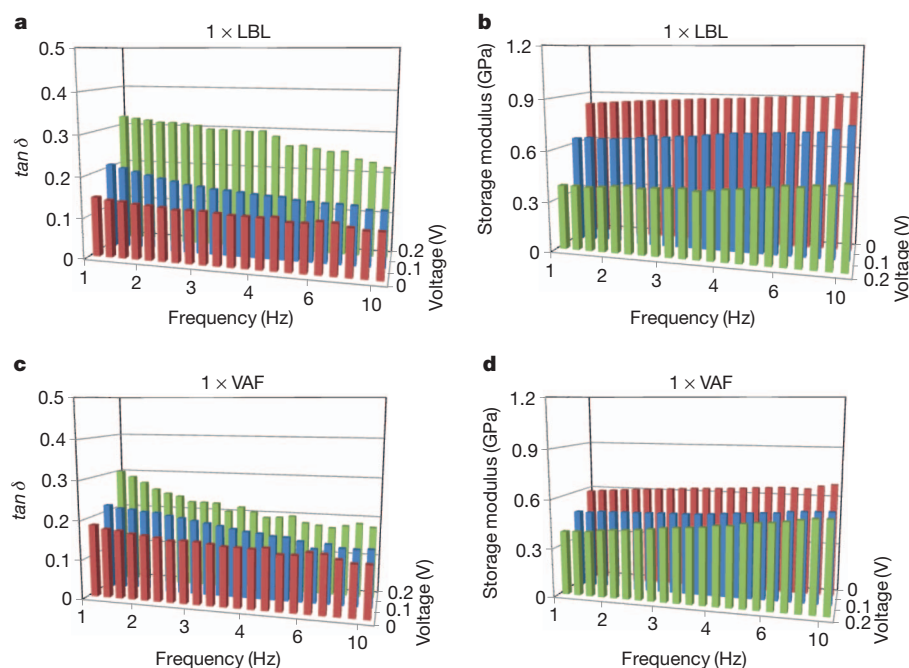 a
1 × LBL
0.5
0.4
0.3
0.2
0.1
0
tan δ
1
2
3
4
6
10
Frequency (Hz)
0.2
0.1
0
Voltage (V)
b
1 × LBL
1.2
0.9
0.6
0.3
0
Storage modulus (GPa)
1
2
3
4
6
10
Frequency (Hz)
0
0.1
0.2
Voltage (V)
c
1 × VAF
0.5
0.4
0.3
0.2
0.1
0
tan δ
1
2
3
4
6
10
Frequency (Hz)
0.2
0.1
0
Voltage (V)
d
1 × VAF
1.2
0.9
0.6
0.3
0
Storage modulus (GPa)
1
2
3
4
6
10
Frequency (Hz)
0
0.1
0.2
Voltage (V)